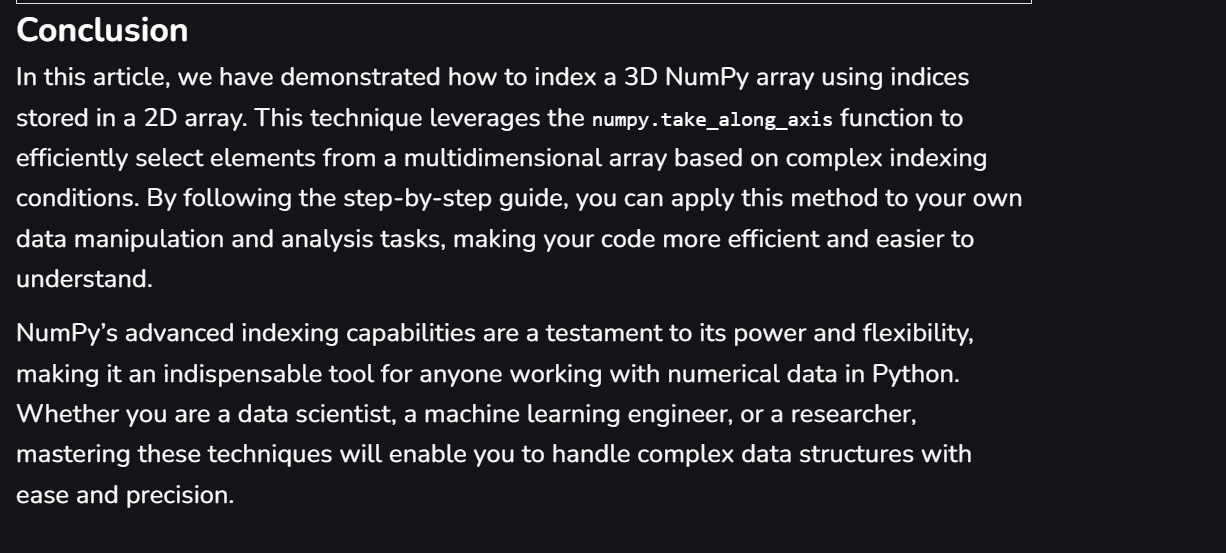 Conclusion
In this article, we have demonstrated how to index a 3D NumPy array using indices
stored in a 2D array. This technique leverages the numpy.take_along_axis function to
efficiently select elements from a multidimensional array based on complex indexing
conditions. By following the step-by-step guide, you can apply this method to your own
data manipulation and analysis tasks, making your code more efficient and easier to
understand.
NumPy’s advanced indexing capabilities are a testament to its power and flexibility,
making it an indispensable tool for anyone working with numerical data in Python.
Whether you are a data scientist, a machine learning engineer, or a researcher,
mastering these techniques will enable you to handle complex data structures with
ease and precision.